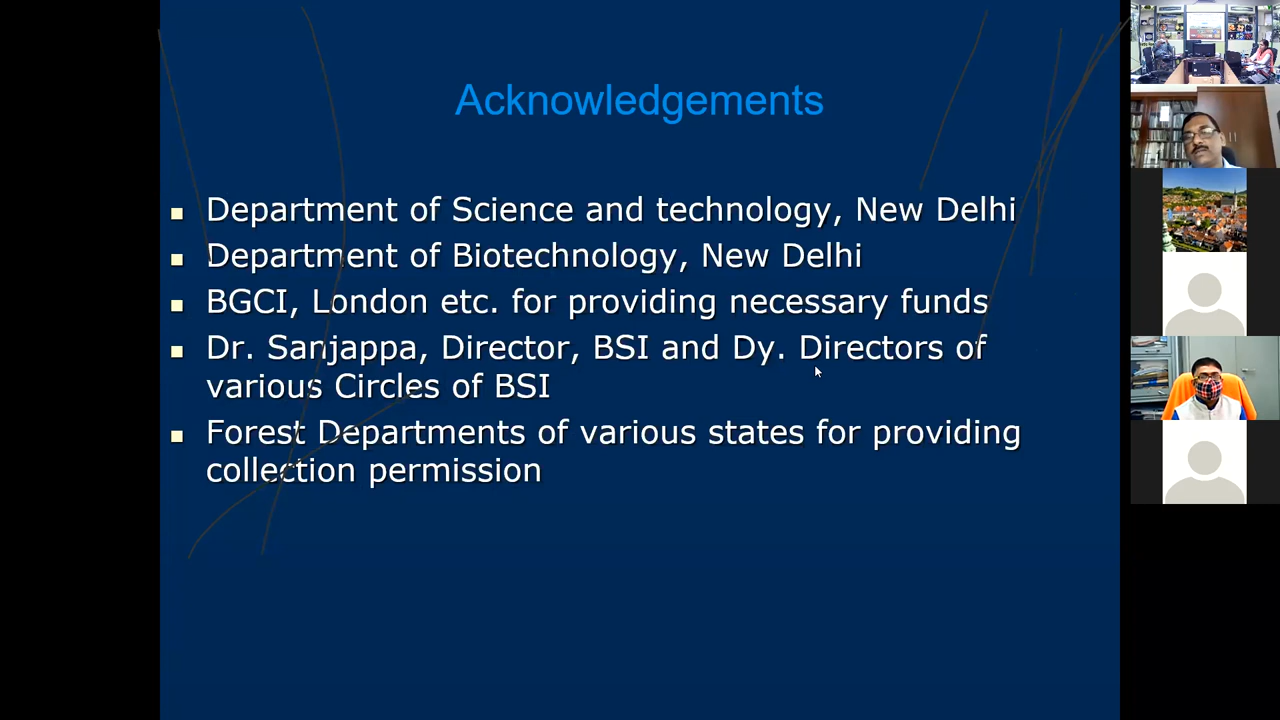 Acknowledgements
Department of Science and technology, New Delhi
Department of Biotechnology, New Delhi
BGCI, London etc. for providing necessary funds
Dr. Sanjappa, Director, BSI and Dy. Directors of
various Circles of BSI
Forest Departments of various states for providing
collection permission